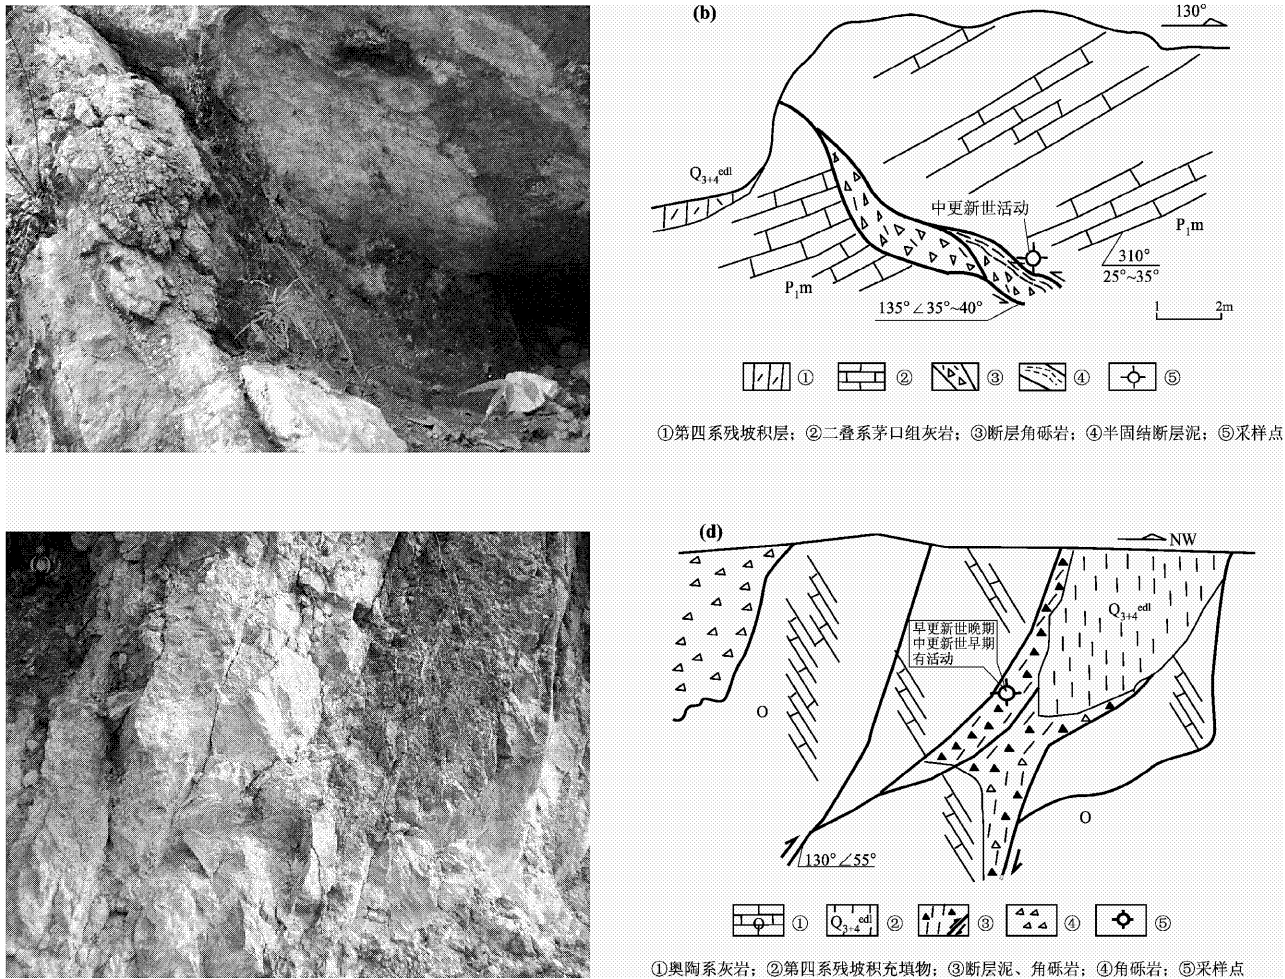 (b)
130°
Q3+4edl
中更新世活动
P1m
310°
25°~35°
P1m
135°∠35°~40°
1 2m
① ② ③ ④ ⑤
①第四系残坡积层；②二叠系茅口组灰岩；③断层角砾岩；④半固结断层泥；⑤采样点
(d)
NW
Q3+4edl
早更新世晚期
中更新世早期
有活动
O
O
130°∠55°
O ① Q3+4edl ② ③ ④ ⑤
①奥陶系灰岩；②第四系残坡积充填物；③断层泥、角砾岩；④角砾岩；⑤采样点